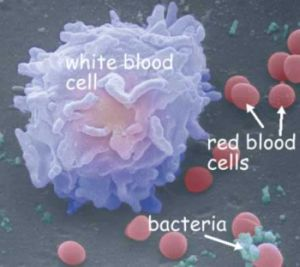 white blood
cell
red blood
cells
bacteria